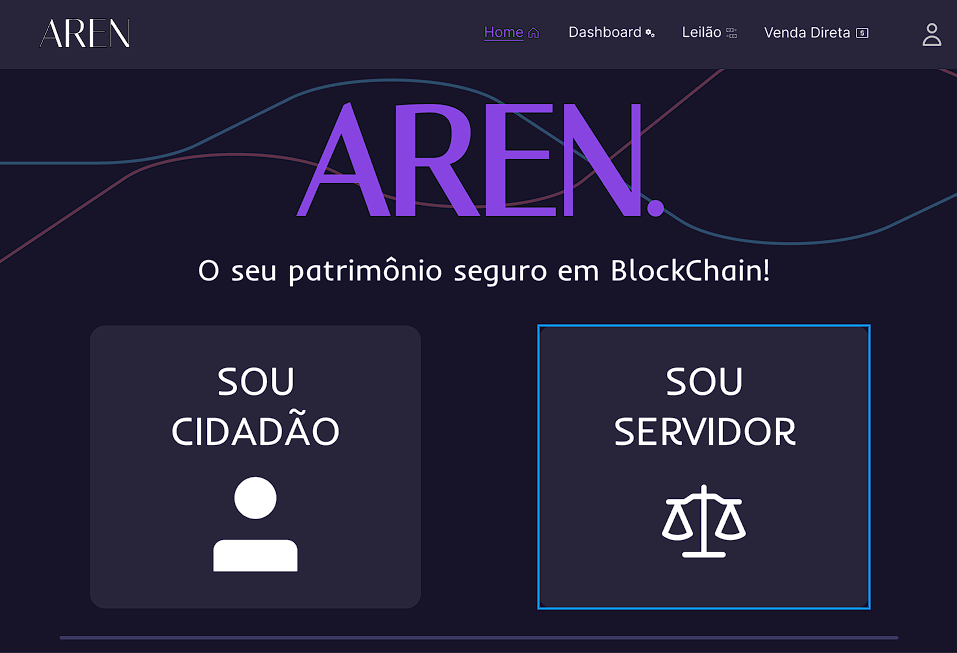 AREN
Home
Dashboard
Leilão
Venda Direta
AREN.
O seu patrimônio seguro em BlockChain!
SOU
CIDADÃO
SOU
SERVIDOR